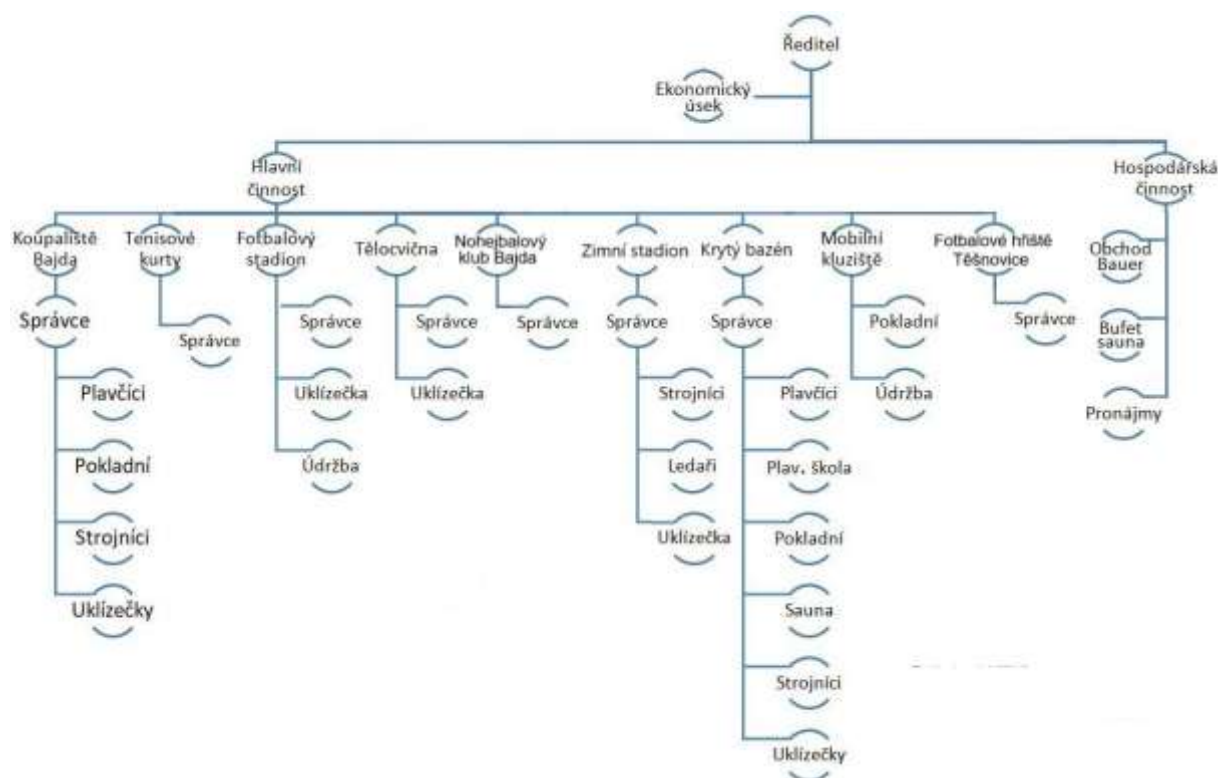 Ředitel
Ekonomický
úsek
Hlavní
činnost
Hospodářská
činnost
Koupaliště
Bajda
Tenisové
kurty
Fotbalový
stadion
Tělocvična
Nohejbalový
klub Bajda
Zimní stadion
Krytý bazén
Mobilní
kluziště
Fotbalové hřiště
Těšnovice
Obchod
Bauer
Správce
Správce
Správce
Správce
Správce
Správce
Správce
Pokladní
Správce
Bufet
sauna
Plavčíci
Uklízečka
Uklízečka
Strojníci
Plavčíci
Údržba
Pronájmy
Pokladní
Údržba
Ledaři
Plav. škola
Strojníci
Uklízečka
Pokladní
Uklízečky
Sauna
Strojníci
Uklízečky